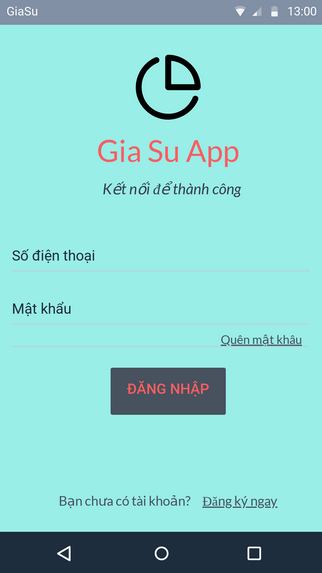 GiaSu 13:00
Gia Su App
Kết nối để thành công
Số điện thoại
Mật khẩu
Quên mật khâu
ĐĂNG NHẬP
Bạn chưa có tài khoản? Đăng ký ngay